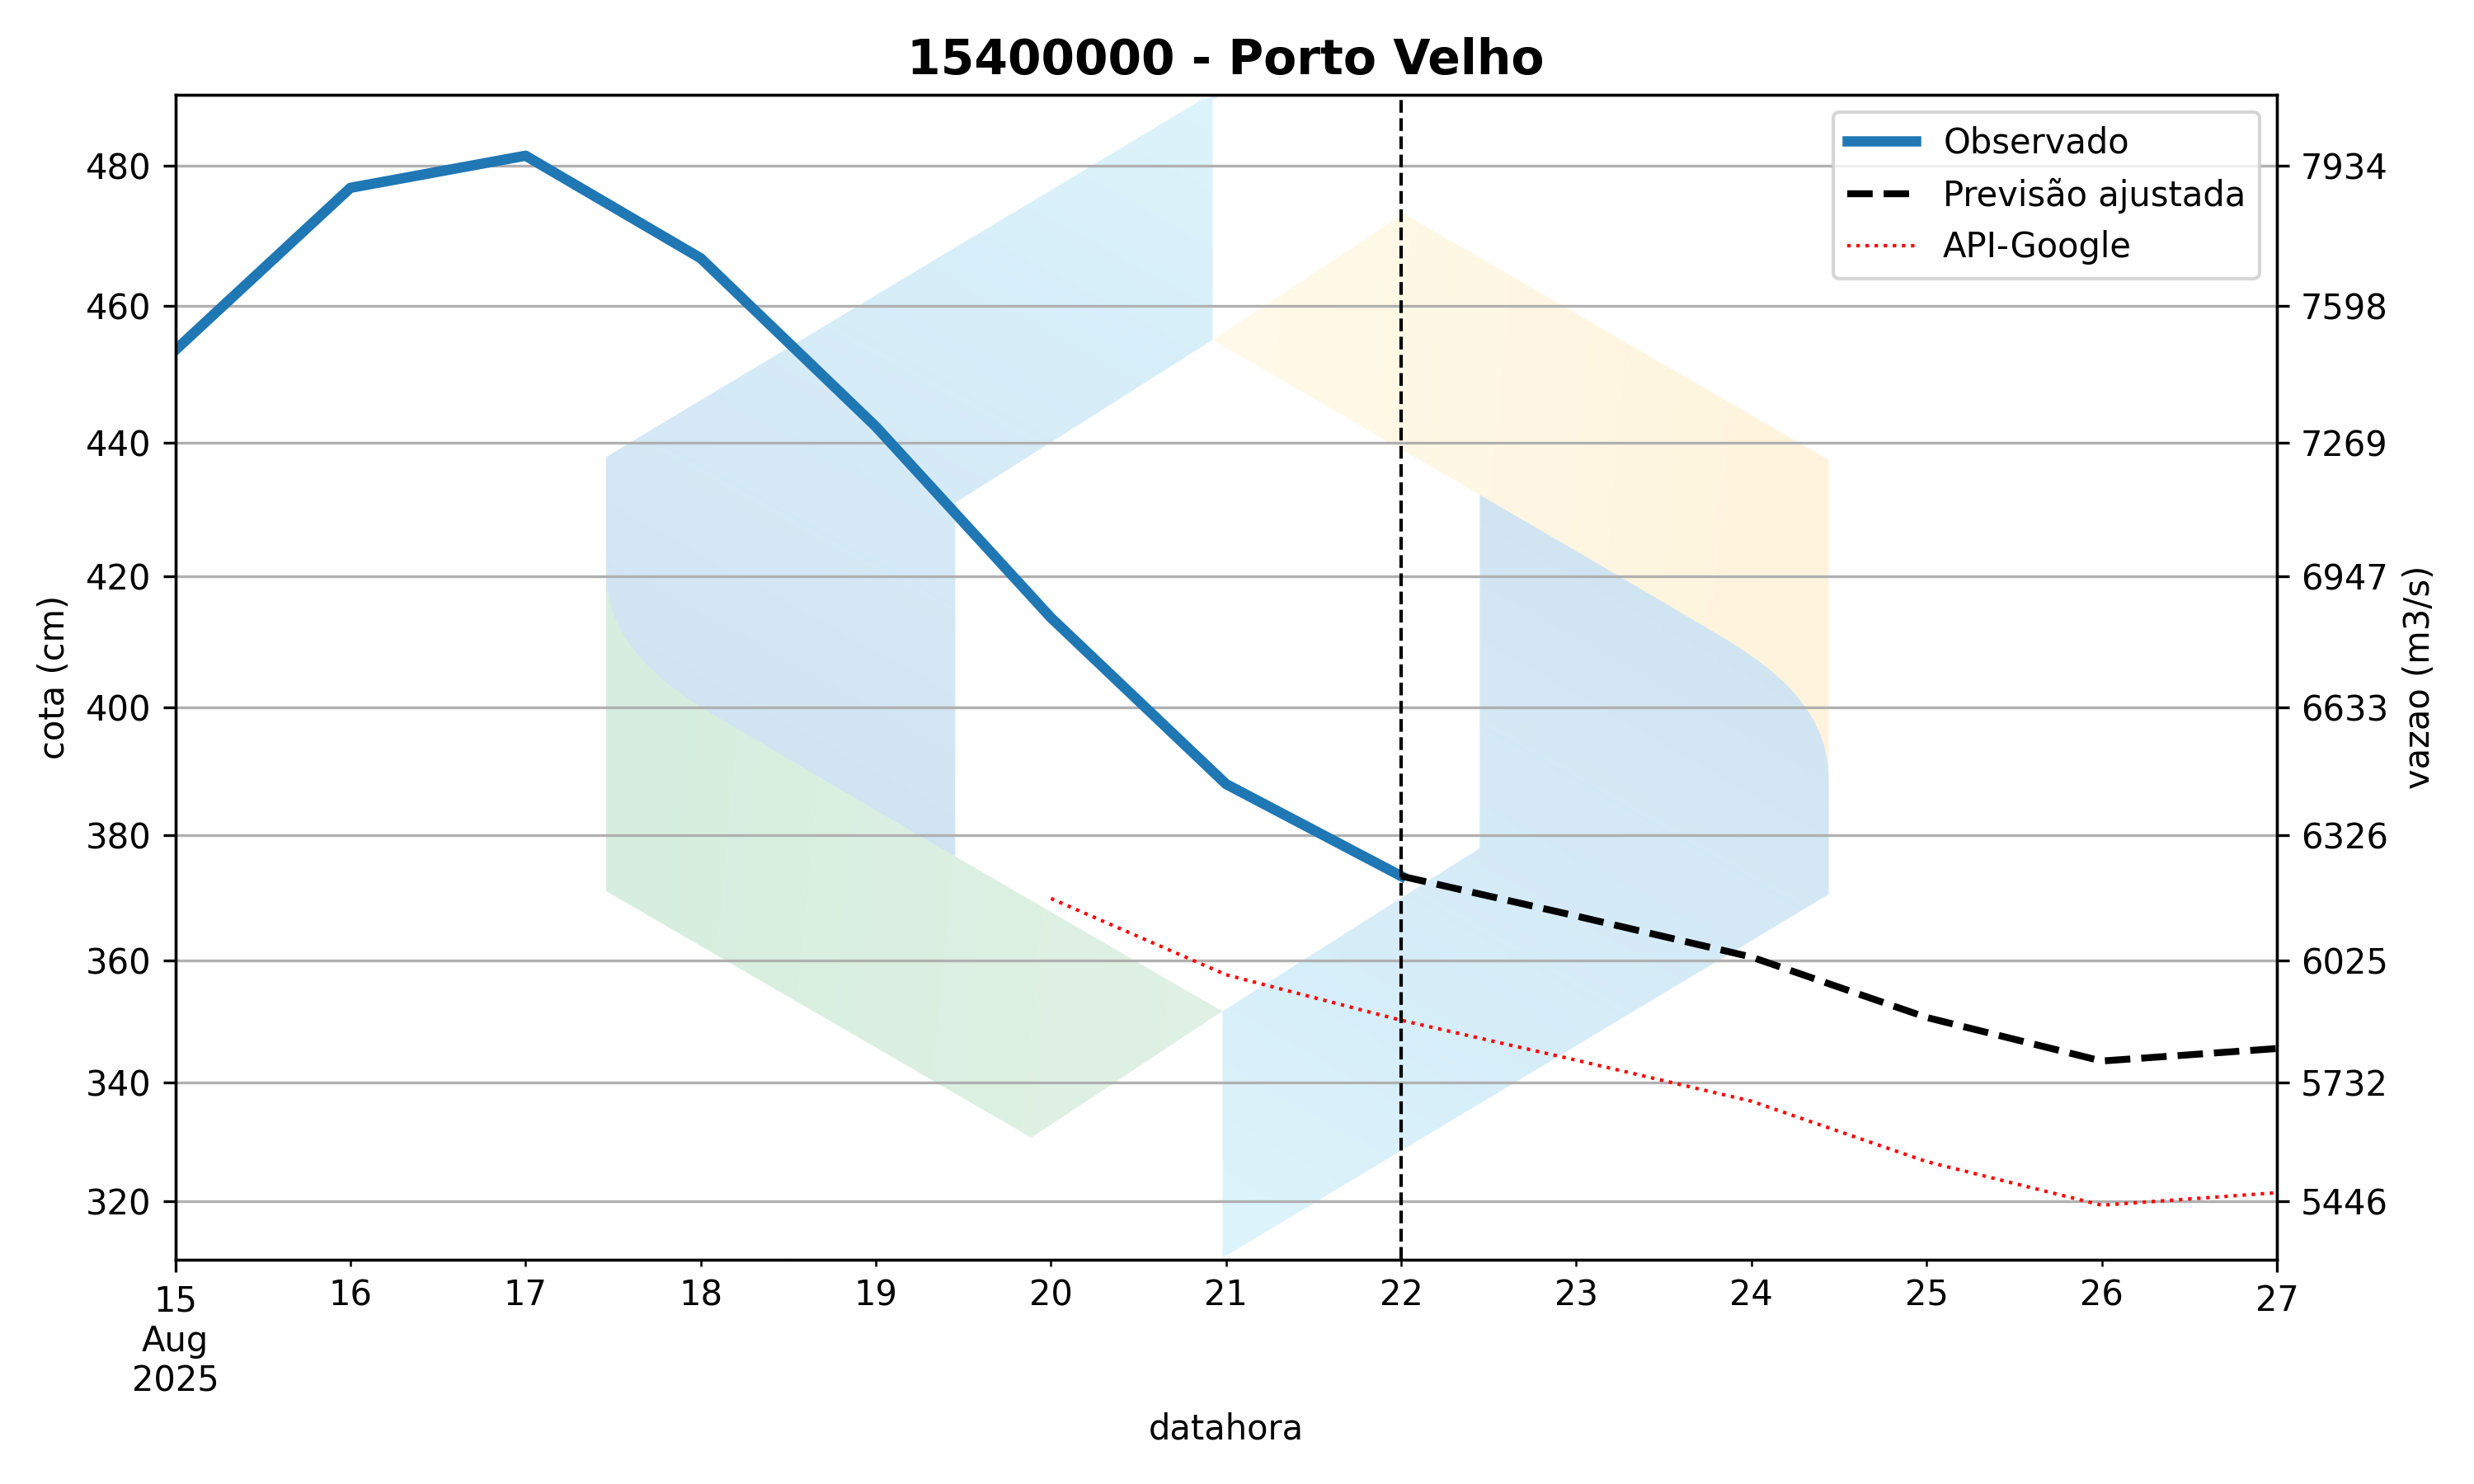 15400000 - Porto Velho
Observado
Previsão ajustada
API-Google
cota (cm)
480
460
440
420
400
380
360
340
320
7934
7598
7269
6947
6633
6326
6025
5732
5446
vazao (m3/s)
15 16 17 18 19 20 21 22 23 24 25 26 27
Aug
2025
datahora